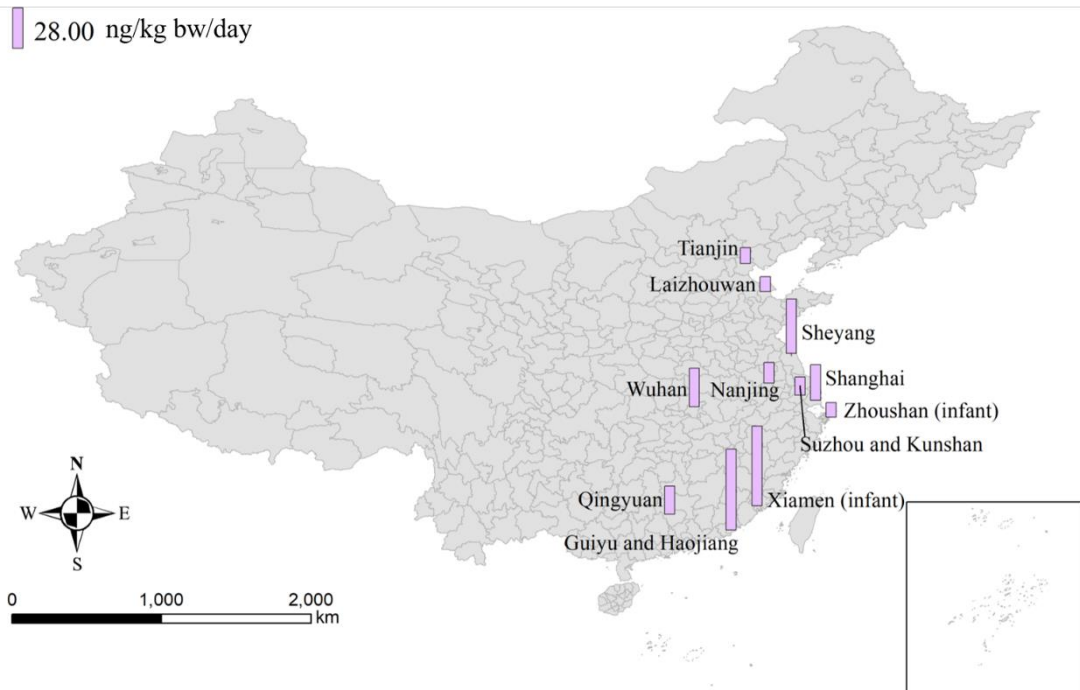 28.00 ng/kg bw/day
Tianjin
Laizhouwan
Sheyang
Shanghai
Wuhan
Nanjing
Zhoushan (infant)
Suzhou and Kunshan
Qingyuan
Xiamen (infant)
Guiyu and Haojiang
N
W
E
S
0
1,000
2,000
km